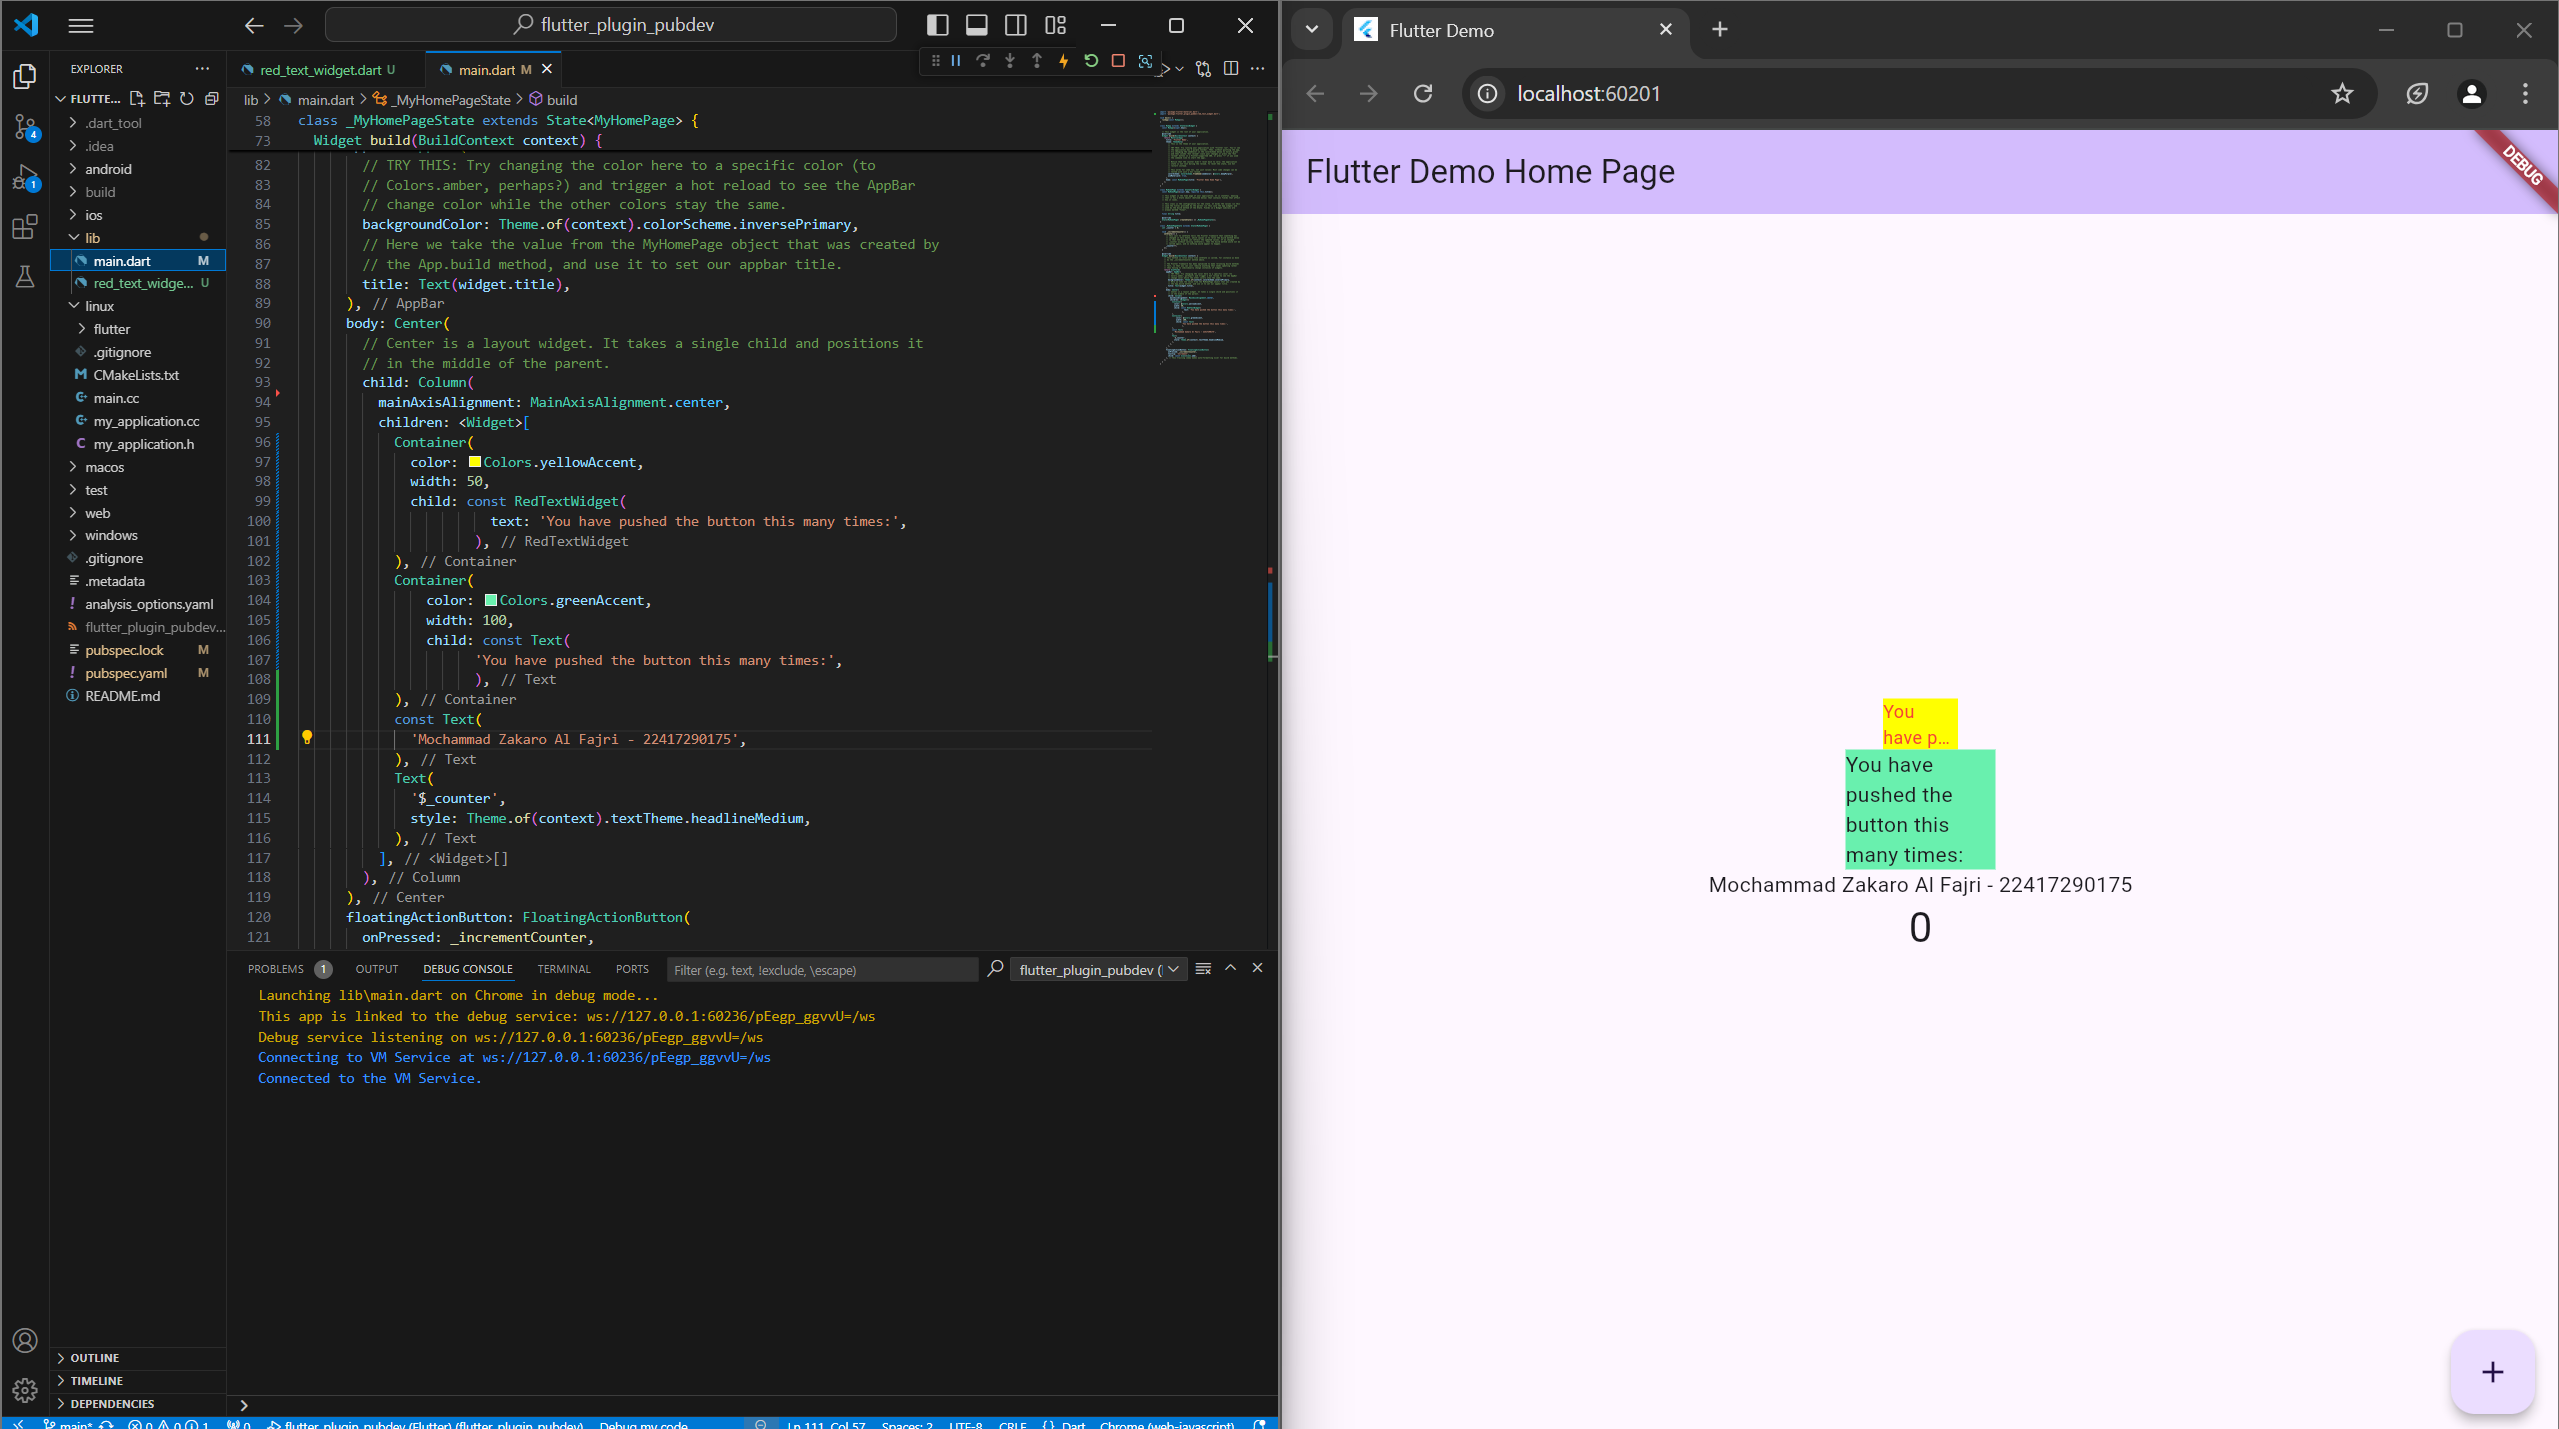 flutter_plugin_pubdev
EXPLORER
FLUTTE...
.dart_tool
.idea
android
build
ios
lib
main.dart M
red_text_widge... U
linux
flutter
.gitignore
CMakeLists.txt
main.cc
my_application.cc
my_application.h
macos
test
web
windows
.gitignore
.metadata
analysis_options.yaml
flutter_plugin_pubdev...
pubspec.lock M
pubspec.yaml M
README.md
OUTLINE
TIMELINE
DEPENDENCIES
4
1
red_text_widget.dart U
main.dart M
lib > main.dart > _MyHomePageState > build
58 class _MyHomePageState extends State<MyHomePage> {
73 Widget build(BuildContext context) {
82 // TRY THIS: Try changing the color here to a specific color (to
83 // Colors.amber, perhaps?) and trigger a hot reload to see the AppBar
84 // change color while the other colors stay the same.
85 backgroundColor: Theme.of(context).colorScheme.inversePrimary,
86 // Here we take the value from the MyHomePage object that was created by
87 // the App.build method, and use it to set our appbar title.
88 title: Text(widget.title),
89 ), // AppBar
90 body: Center(
91 // Center is a layout widget. It takes a single child and positions it
92 // in the middle of the parent.
93 child: Column(
94 mainAxisAlignment: MainAxisAlignment.center,
95 children: <Widget>[
96 Container(
97 color: Colors.yellowAccent,
98 width: 50,
99 child: const RedTextWidget(
100 text: 'You have pushed the button this many times:',
101 ), // RedTextWidget
102 ), // Container
103 Container(
104 color: Colors.greenAccent,
105 width: 100,
106 child: const Text(
107 'You have pushed the button this many times:',
108 ), // Text
109 ), // Container
110 const Text(
111 'Mochammad Zakaro Al Fajri - 22417290175',
112 ), // Text
113 Text(
114 '$_counter',
115 style: Theme.of(context).textTheme.headlineMedium,
116 ), // Text
117 ], // <Widget>[]
118 ), // Column
119 ), // Center
120 floatingActionButton: FloatingActionButton(
121 onPressed: _incrementCounter,
PROBLEMS 1 OUTPUT DEBUG CONSOLE TERMINAL PORTS Filter (e.g. text, !exclude, \escape) flutter_plugin_pubdev (
Launching lib\main.dart on Chrome in debug mode...
This app is linked to the debug service: ws://127.0.0.1:60236/pEegp_ggvvU=/ws
Debug service listening on ws://127.0.0.1:60236/pEegp_ggvvU=/ws
Connecting to VM Service at ws://127.0.0.1:60236/pEegp_ggvvU=/ws
Connected to the VM Service.
main* 0 0 1 0 flutter_plugin_pubdev (Flutter) (flutter_plugin_pubdev) Debug my code Ln 111, Col 57 Spaces: 2 UTF-8 CRLF {} Dart Chrome (web-javascript)
Flutter Demo
localhost:60201
Flutter Demo Home Page
DEBUG
You
have p...
You have
pushed the
button this
many times:
Mochammad Zakaro Al Fajri - 22417290175
0